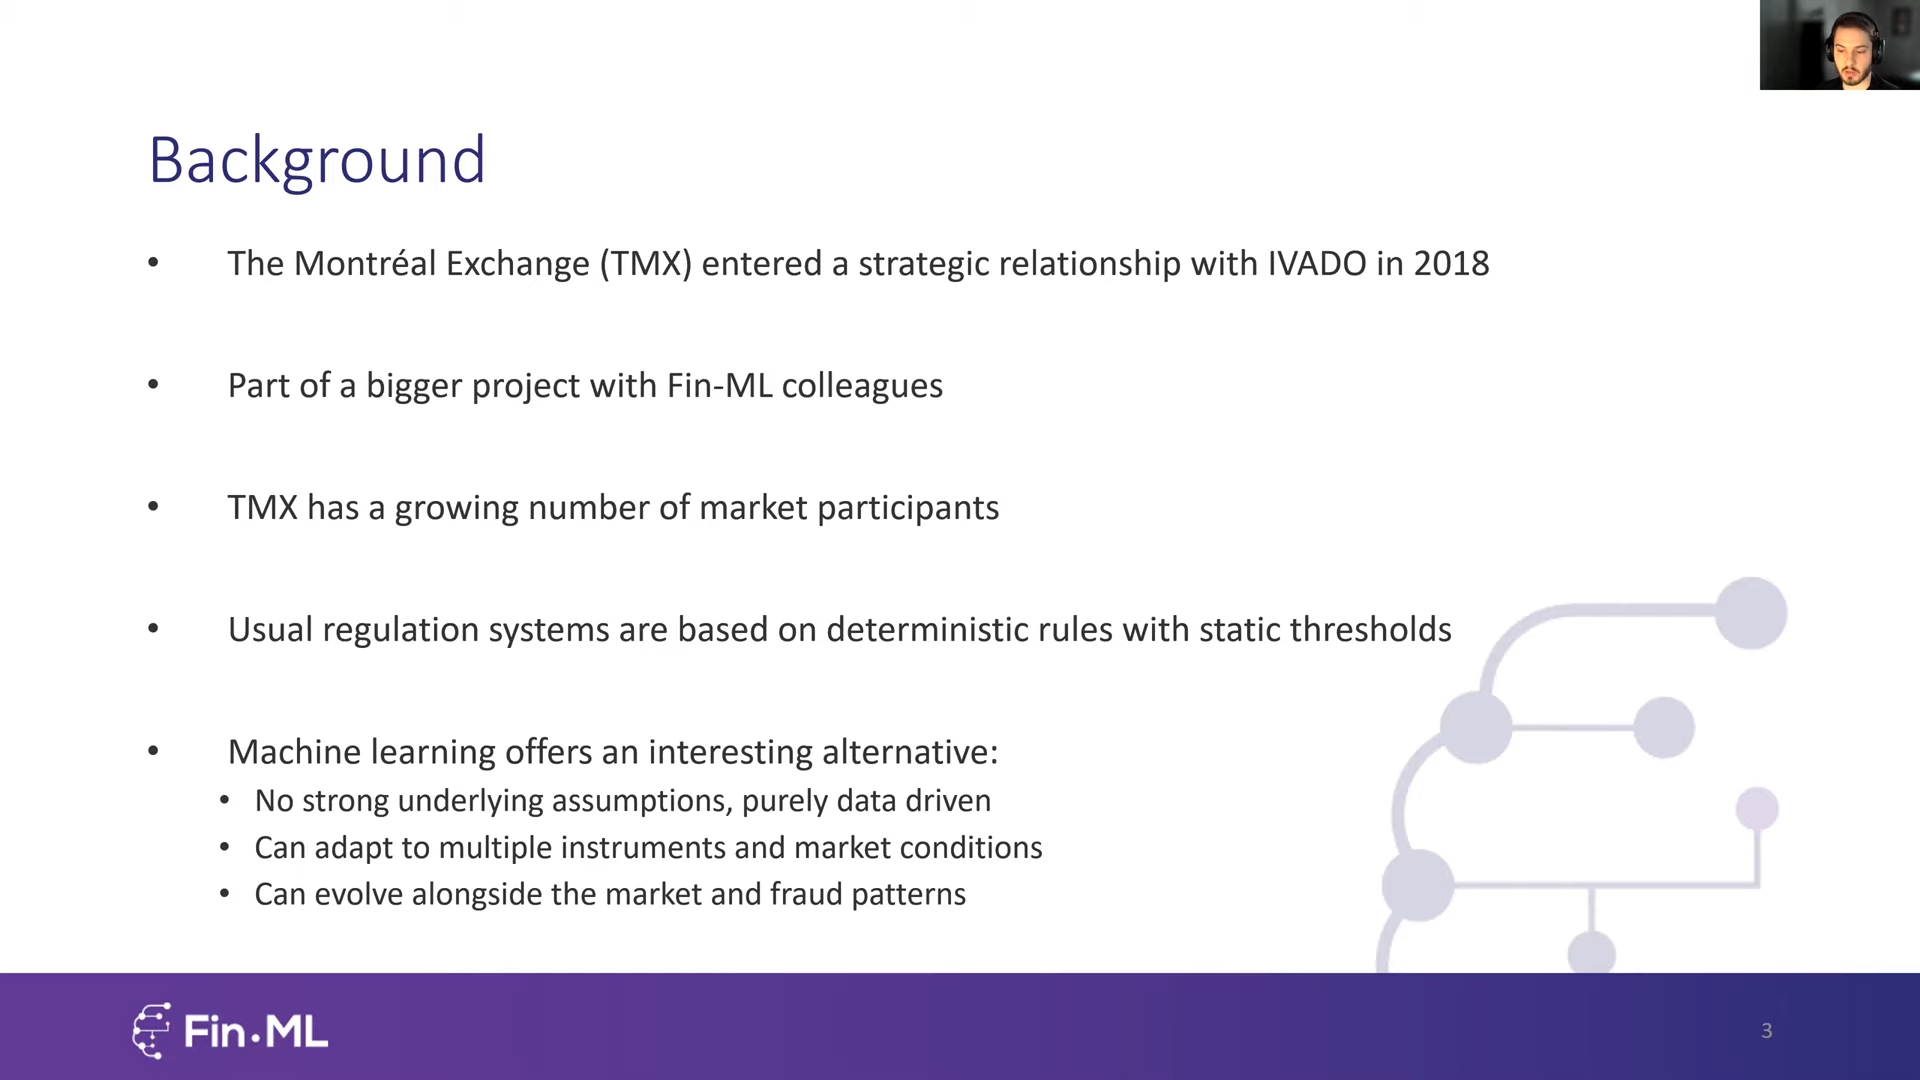 Background
• The Montréal Exchange (TMX) entered a strategic relationship with IVADO in 2018
• Part of a bigger project with Fin-ML colleagues
• TMX has a growing number of market participants
• Usual regulation systems are based on deterministic rules with static thresholds
• Machine learning offers an interesting alternative:
• No strong underlying assumptions, purely data driven
• Can adapt to multiple instruments and market conditions
• Can evolve alongside the market and fraud patterns
Fin·ML
3